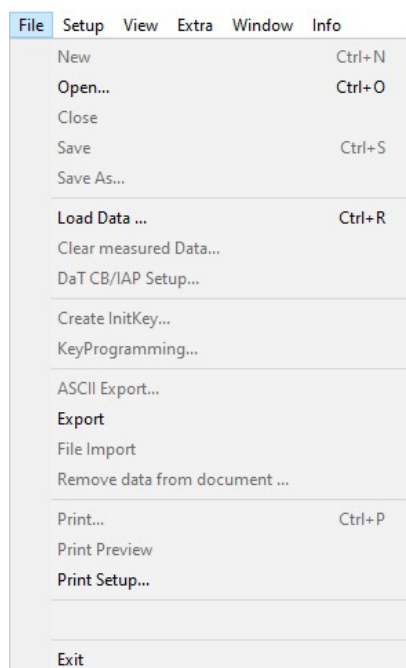 File Setup View Extra Window Info
New Ctrl+N
Open... Ctrl+O
Close
Save Ctrl+S
Save As...
Load Data ... Ctrl+R
Clear measured Data...
DaT CB/IAP Setup...
Create InitKey...
KeyProgramming...
ASCII Export...
Export
File Import
Remove data from document ...
Print... Ctrl+P
Print Preview
Print Setup...
Exit